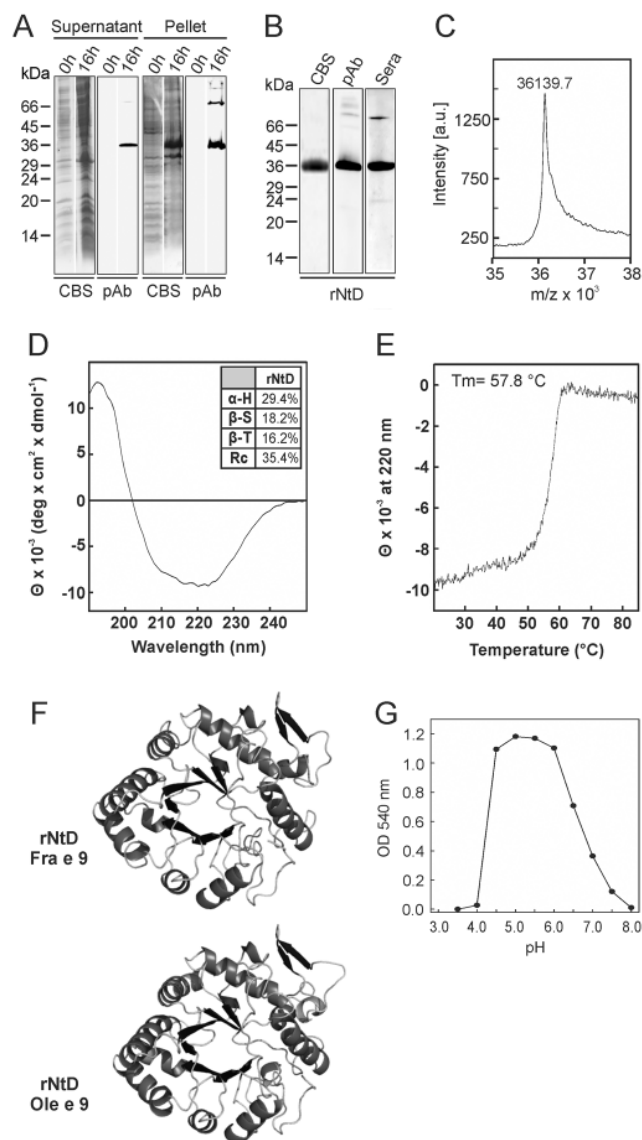 A
Supernatant Pellet
0h 16h 0h 16h 0h 16h 0h 16h
kDa
66
45
36
29
24
20
14
CBS pAb CBS pAb
B
CBS pAb Sera
kDa
66
45
36
29
24
20
14
rNtD
C
36139.7
Intensity [a.u.]
1250
750
250
35 36 37 38
m/z x 10³
D
rNtD
α-H 29.4%
β-S 18.2%
β-T 16.2%
Rc 35.4%
Θ x 10⁻³ (deg x cm² x dmol⁻¹)
10
5
0
-5
-10
200 210 220 230 240
Wavelength (nm)
E
Tm= 57.8 °C
Θ x 10⁻³ at 220 nm
0
-2
-4
-6
-8
-10
30 40 50 60 70 80
Temperature (°C)
F
rNtD
Fra e 9
rNtD
Ole e 9
G
OD 540 nm
1.2
1.0
0.8
0.6
0.4
0.2
0.0
3.0 4.0 5.0 6.0 7.0 8.0
pH